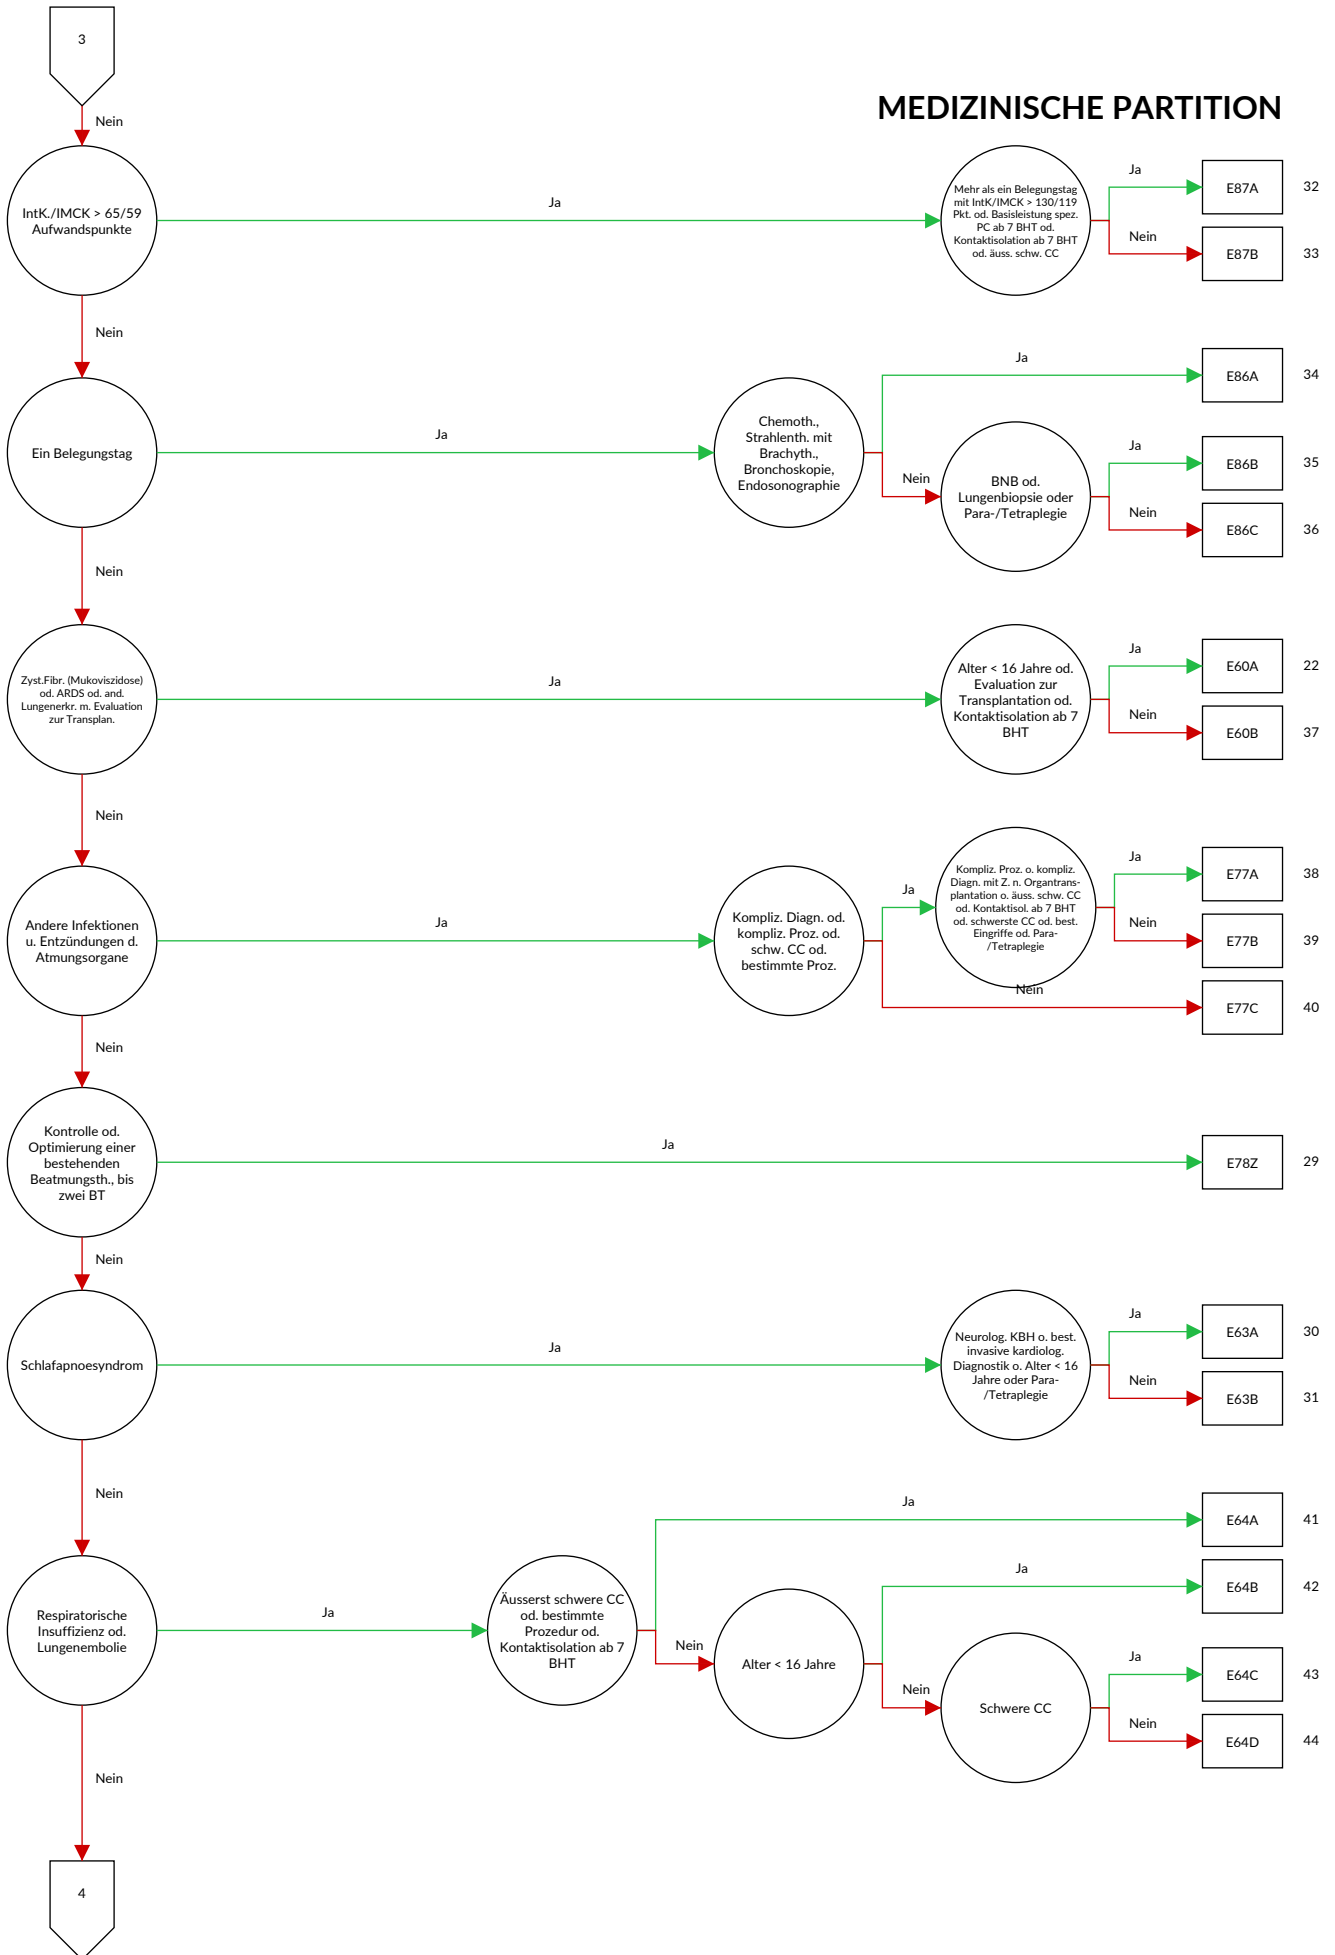 3
Nein
MEDIZINISCHE PARTITION
IntK./IMCK > 65/59
Aufwandspunkte
Ja
Mehr als ein Belegungstag
mit IntK/IMCK > 130/119
Pkt. od. Basisleistung spez.
PC ab 7 BHT od.
Kontaktisolation ab 7 BHT
od. äuss. schw. CC
Ja
E87A
32
Nein
E87B
33
Nein
Ein Belegungstag
Ja
Chemoth.,
Strahlenth. mit
Brachyth.,
Bronchoskopie,
Endosonographie
Ja
E86A
34
Nein
BNB od.
Lungenbiopsie oder
Para-/Tetraplegie
Ja
E86B
35
Nein
E86C
36
Nein
Zyst.Fibr. (Mukoviszidose)
od. ARDS od. and.
Lungenerkr. m. Evaluation
zur Transplan.
Ja
Alter < 16 Jahre od.
Evaluation zur
Transplantation od.
Kontaktisolation ab 7
BHT
Ja
E60A
22
Nein
E60B
37
Nein
Andere Infektionen
u. Entzündungen d.
Atmungsorgane
Ja
Kompliz. Diagn. od.
kompliz. Proz. od.
schw. CC od.
bestimmte Proz.
Ja
Kompliz. Proz. o. kompliz.
Diagn. mit Z. n. Organtrans-
plantation o. äuss. schw. CC
od. Kontaktisol. ab 7 BHT
od. schwerste CC od. best.
Eingriffe od. Para-
/Tetraplegie
Ja
E77A
38
Nein
E77B
39
Nein
E77C
40
Nein
Kontrolle od.
Optimierung einer
bestehenden
Beatmungsth., bis
zwei BT
Ja
E78Z
29
Nein
Schlafapnoesyndrom
Ja
Neurolog. KBH o. best.
invasive kardiolog.
Diagnostik o. Alter < 16
Jahre oder Para-
/Tetraplegie
Ja
E63A
30
Nein
E63B
31
Nein
Respiratorische
Insuffizienz od.
Lungenembolie
Ja
Äusserst schwere CC
od. bestimmte
Prozedur od.
Kontaktisolation ab 7
BHT
Ja
E64A
41
Nein
Alter < 16 Jahre
Ja
E64B
42
Nein
Schwere CC
Ja
E64C
43
Nein
E64D
44
Nein
4